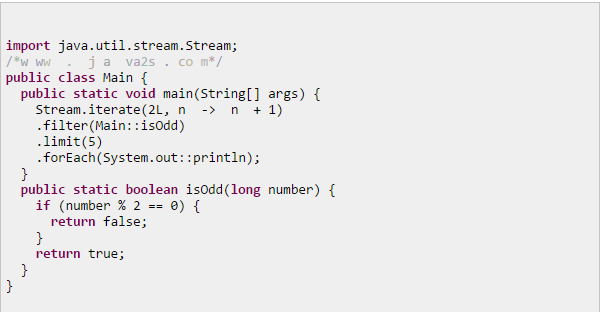 import java.util.stream.Stream;
/*w ww  .  j a  va2s . co m*/
public class Main {
  public static void main(String[] args) {
    Stream.iterate(2L, n  ->  n  + 1)
    .filter(Main::isOdd)
    .limit(5)
    .forEach(System.out::println);
  }
  public static boolean isOdd(long number) {
    if (number % 2 == 0) {
      return false;
    }
    return true;
  }
}